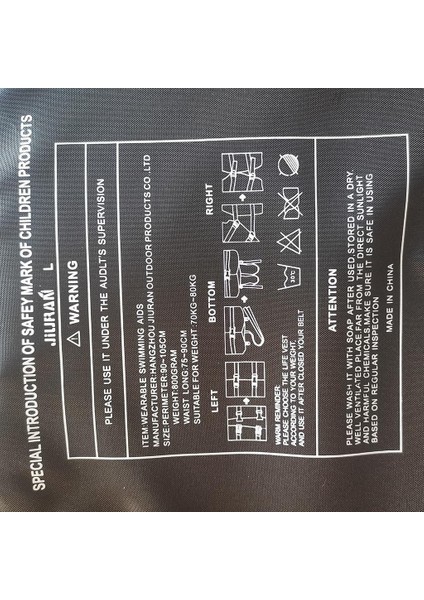 SPECIAL INTRODUCTION OF SAFEY MARK OF CHILDREN PRODUCTS
JILIRAN L
⚠ WARNING
PLEASE USE IT UNDER THE AUDLT'S SUPERVISION
ITEM:WEARABLE SWIMMING AIDS
MANUFACTURER:HANGZHOU JIURAN OUTDOOR PRODUCTS CO.,LTD
SIZE:PERIMETER:90~105CM
WEIGHT:800GRAM
WAIST LONG:75~90CM
SUITABLE FOR WEIGHT 70KG~80KG
LEFT BOTTOM RIGHT
30°C
WARM REMINDER:
PLEASE CHOOSE THE LIFE VEST
ACCORDING TO YOU WEIGHT,
AND USE IT AFTER CLOSED YOUR BELT
ATTENTION
PLEASE WASH IT WITH SOAP AFTER USED.STORED IN A DRY.
WELL VENTILATED PLACE.FAR FROM THE DIRECT SUNLIGHT
AND HARMFUL CHEMICALS.MAKE SURE IT IS SAFE IN USING
BASED ON REGULAR INSPECTION
MADE IN CHINA